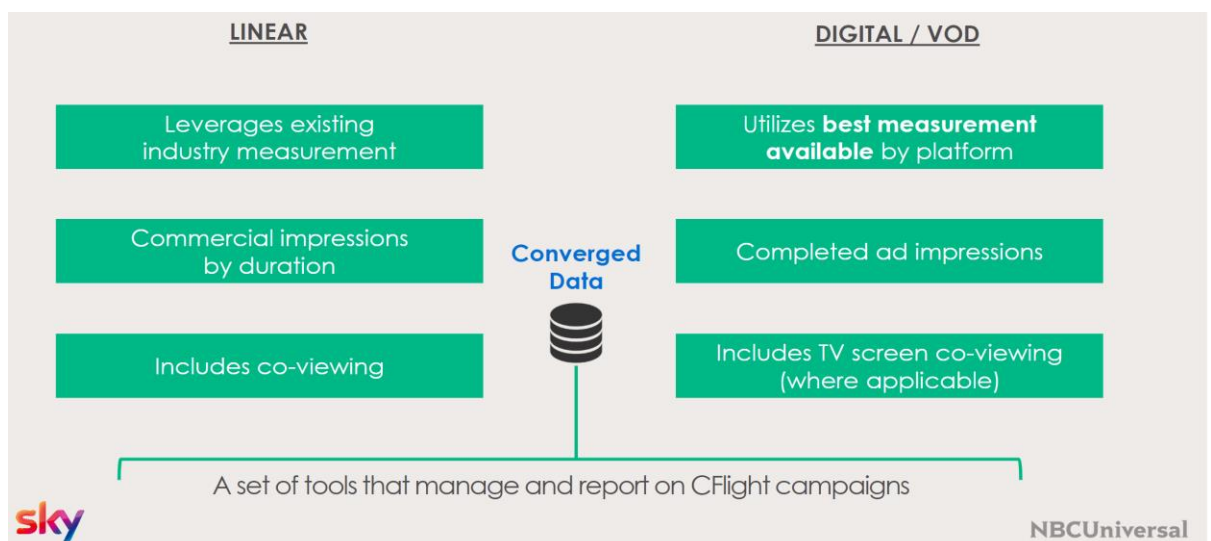 LINEAR
DIGITAL / VOD
Leverages existing
industry measurement
Utilizes best measurement
available by platform
Commercial impressions
by duration
Converged
Data
Completed ad impressions
Includes co-viewing
Includes TV screen co-viewing
(where applicable)
A set of tools that manage and report on CFlight campaigns
sky
NBCUniversal